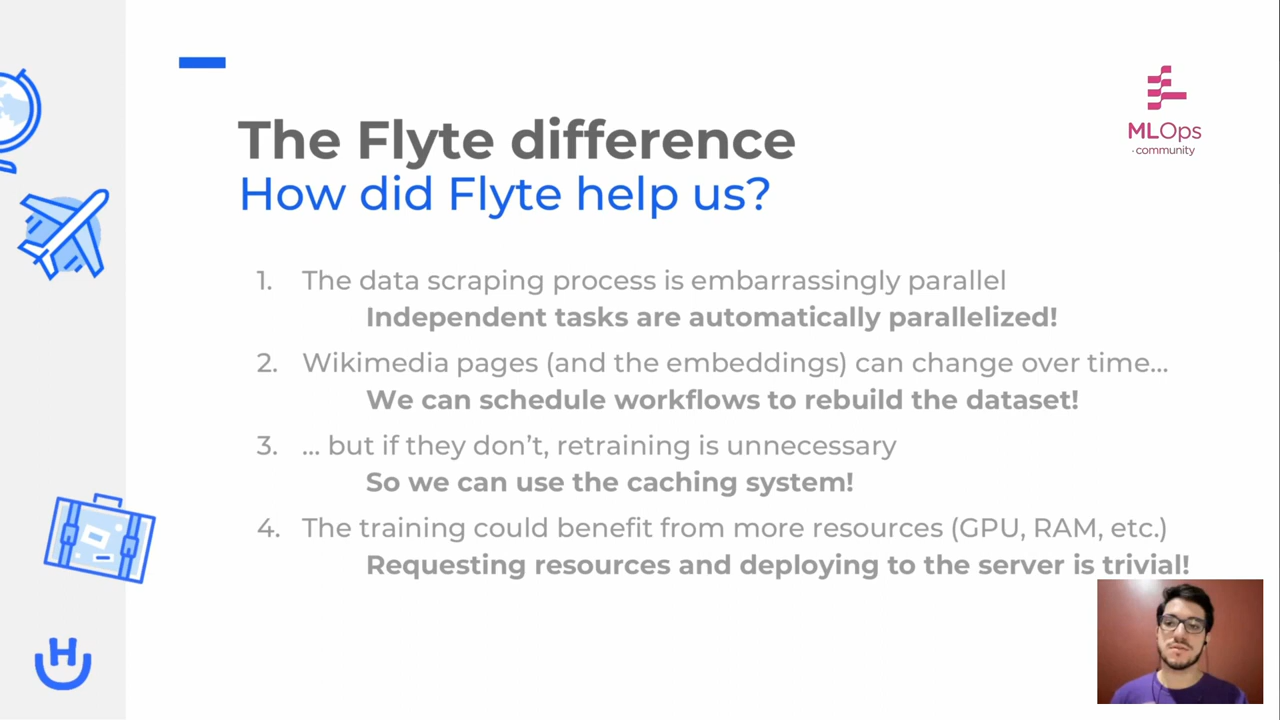 The Flyte difference
How did Flyte help us?
MLOps
community
1. The data scraping process is embarrassingly parallel
Independent tasks are automatically parallelized!
2. Wikimedia pages (and the embeddings) can change over time...
We can schedule workflows to rebuild the dataset!
3. ... but if they don't, retraining is unnecessary
So we can use the caching system!
4. The training could benefit from more resources (GPU, RAM, etc.)
Requesting resources and deploying to the server is trivial!
H